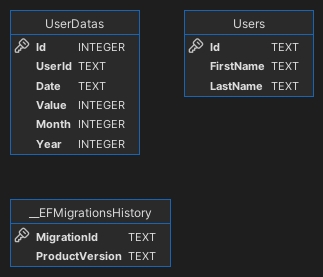 UserDatas
Id INTEGER
UserId TEXT
Date TEXT
Value INTEGER
Month INTEGER
Year INTEGER
Users
Id TEXT
FirstName TEXT
LastName TEXT
__EFMigrationsHistory
MigrationId TEXT
ProductVersion TEXT